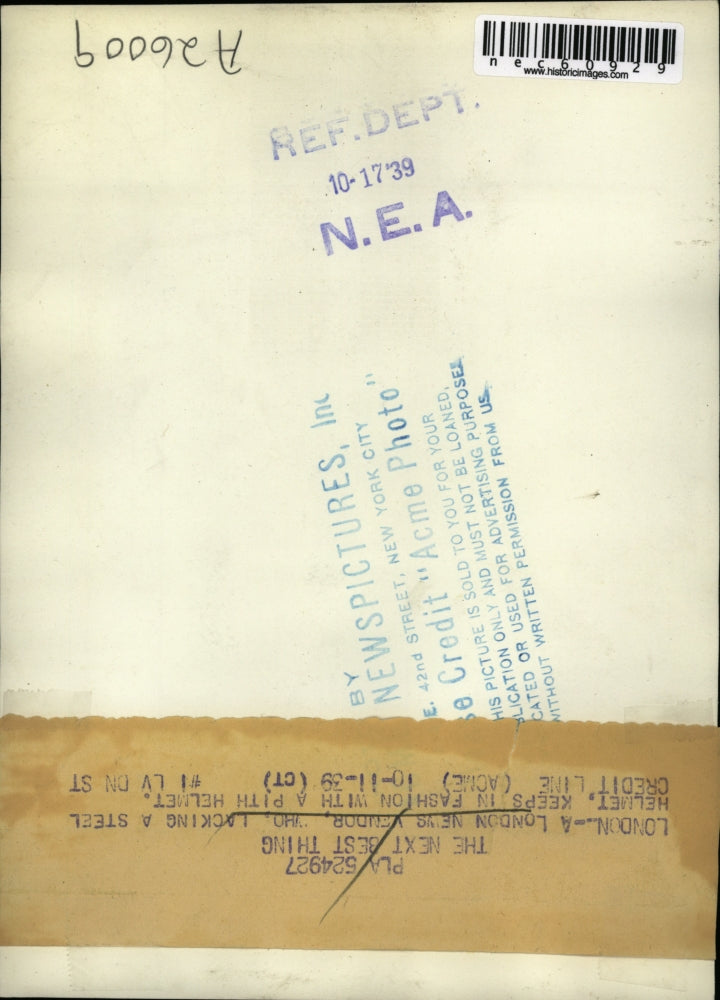 A26009
nec60929
www.historicimages.com
REF. DEPT.
10-17'39
N.E.A.
BY
NEWSPICTURES, Inc
E. 42nd STREET, NEW YORK CITY
se Credit "Acme Photo"
HIS PICTURE IS SOLD TO YOU FOR YOUR
BLICATION ONLY AND MUST NOT BE LOANED,
CATED OR USED FOR ADVERTISING PURPOSES
WITHOUT WRITTEN PERMISSION FROM US.
PLA 524927
THE NEXT BEST THING
LONDON--A LONDON NEWS VENDOR, WHO, LACKING A STEEL
HELMET, KEEPS IN FASHION WITH A PITH HELMET.
CREDIT LINE (ACME) 10-11-39 (CT) #1 LV DN ST